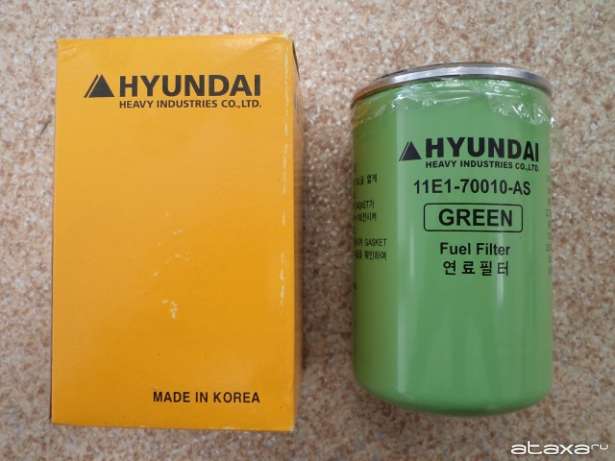 HYUNDAI
HEAVY INDUSTRIES CO.,LTD.
MADE IN KOREA
HYUNDAI
HEAVY INDUSTRIES CO.,LTD.
11E1-70010-AS
GREEN
Fuel Filter
연료필터
GASKET
ataxa.ru